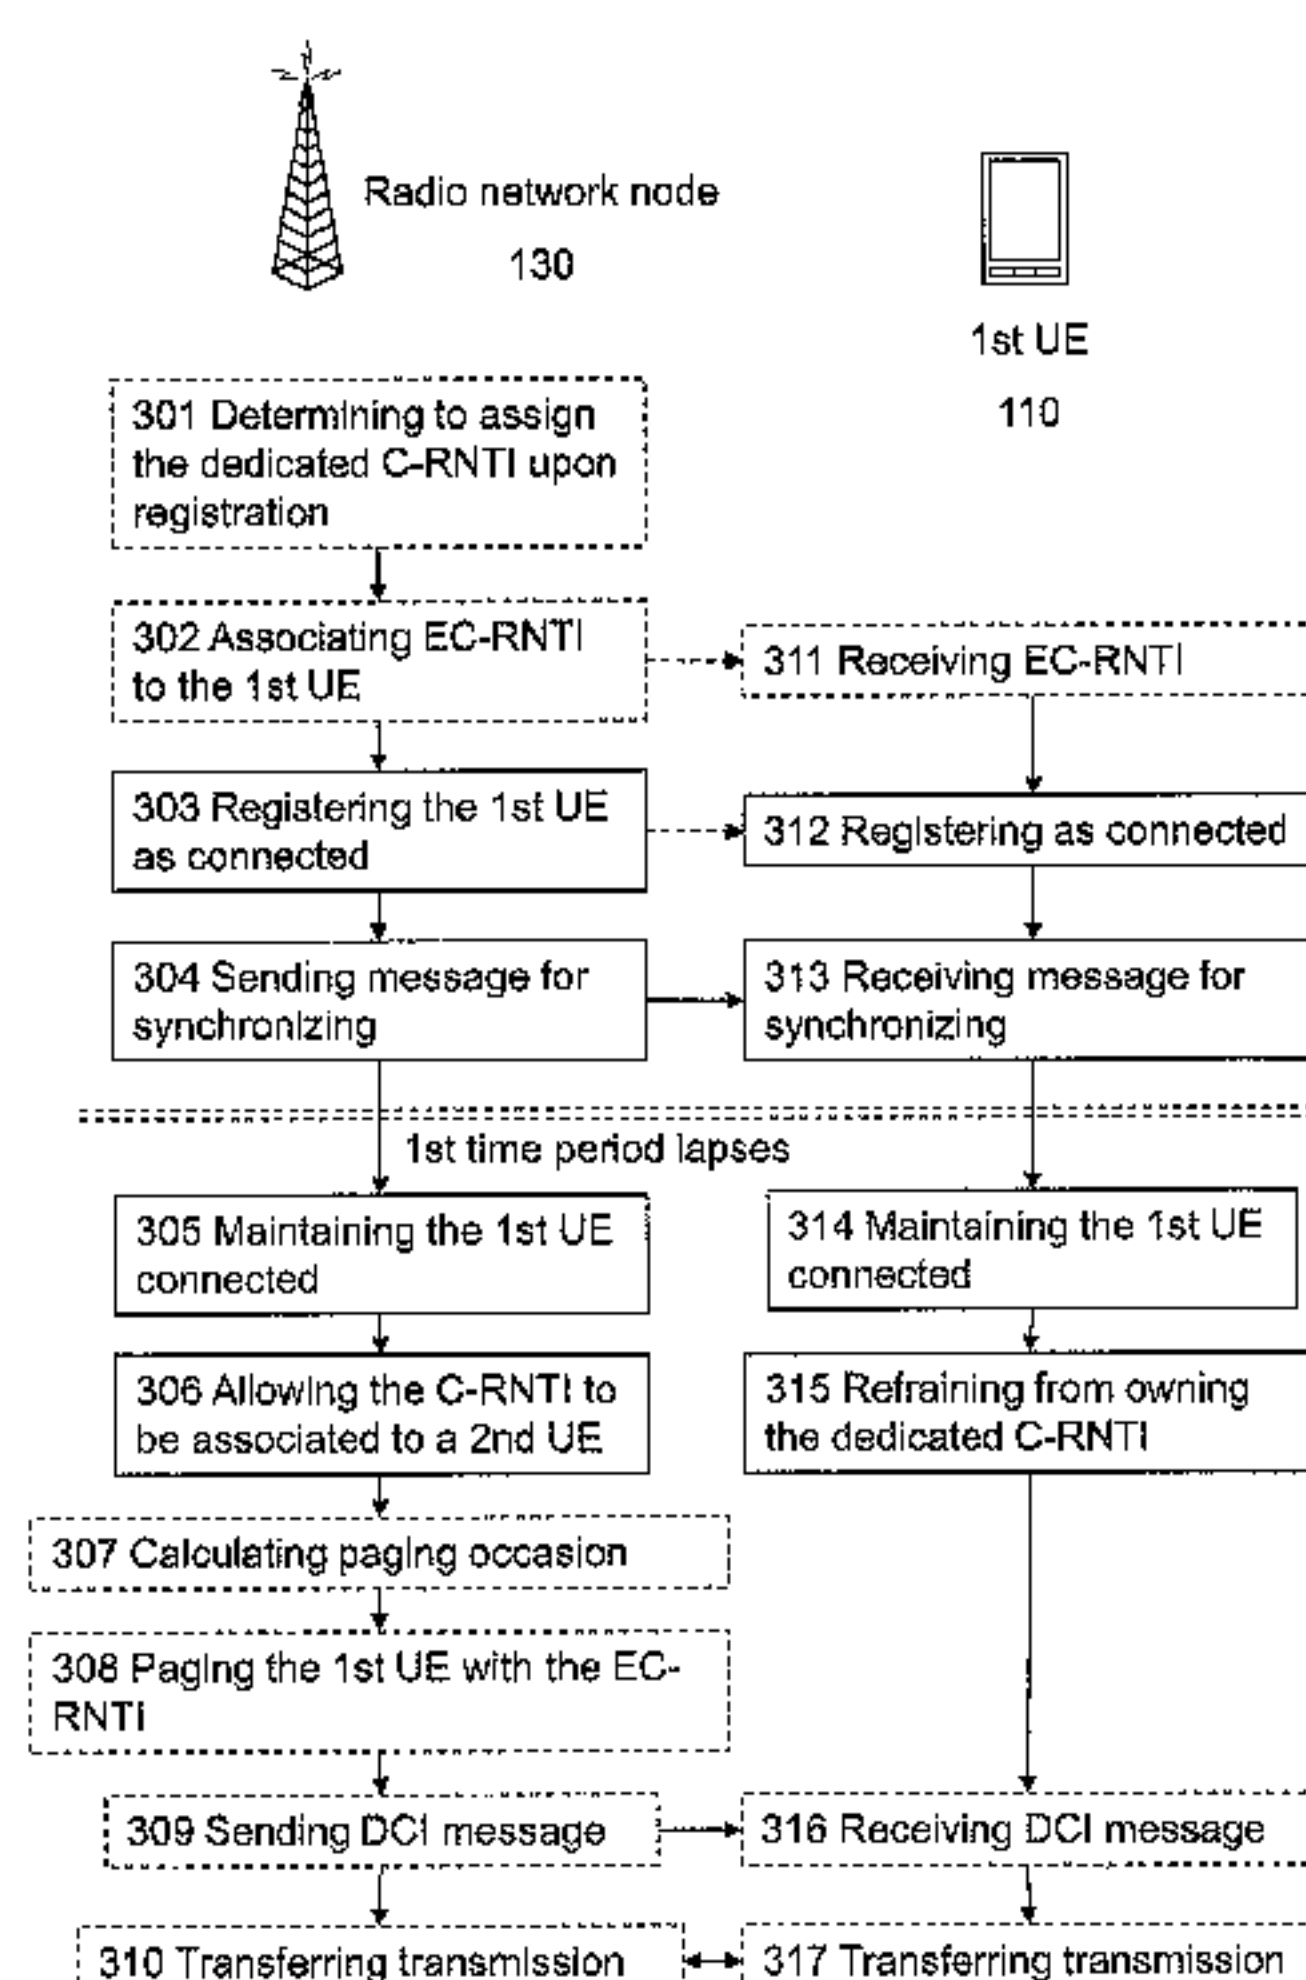 Radio network node
130
1st UE
110
301 Determining to assign
the dedicated C-RNTI upon
registration
302 Associating EC-RNTI
to the 1st UE
311 Receiving EC-RNTI
303 Registering the 1st UE
as connected
312 Registering as connected
304 Sending message for
synchronizing
313 Receiving message for
synchronizing
1st time period lapses
305 Maintaining the 1st UE
connected
314 Maintaining the 1st UE
connected
306 Allowing the C-RNTI to
be associated to a 2nd UE
315 Refraining from owning
the dedicated C-RNTI
307 Calculating paging occasion
308 Paging the 1st UE with the EC-
RNTI
309 Sending DCI message
316 Receiving DCI message
310 Transferring transmission
317 Transferring transmission